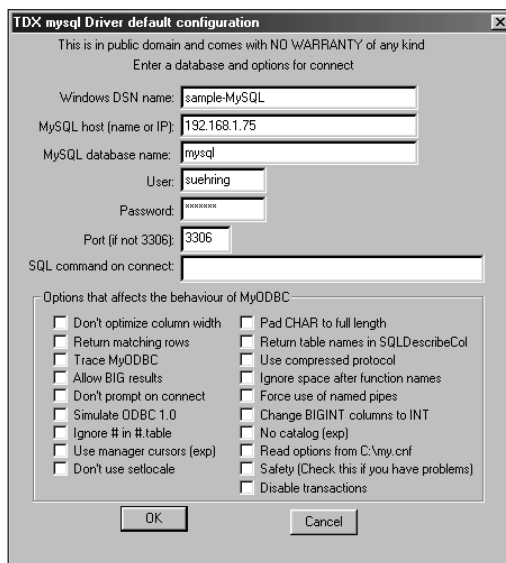 TDX mysql Driver default configuration
This is in public domain and comes with NO WARRANTY of any kind
Enter a database and options for connect
Windows DSN name: sample-MySQL
MySQL host (name or IP): 192.168.1.75
MySQL database name: mysql
User: suehring
Password: *******
Port (if not 3306): 3306
SQL command on connect:
Options that affects the behaviour of MyODBC
Don't optimize column width
Return matching rows
Trace MyODBC
Allow BIG results
Don't prompt on connect
Simulate ODBC 1.0
Ignore # in #.table
Use manager cursors (exp)
Don't use setlocale
Pad CHAR to full length
Return table names in SQLDescribeCol
Use compressed protocol
Ignore space after function names
Force use of named pipes
Change BIGINT columns to INT
No catalog (exp)
Read options from C:\my.cnf
Safety (Check this if you have problems)
Disable transactions
OK
Cancel